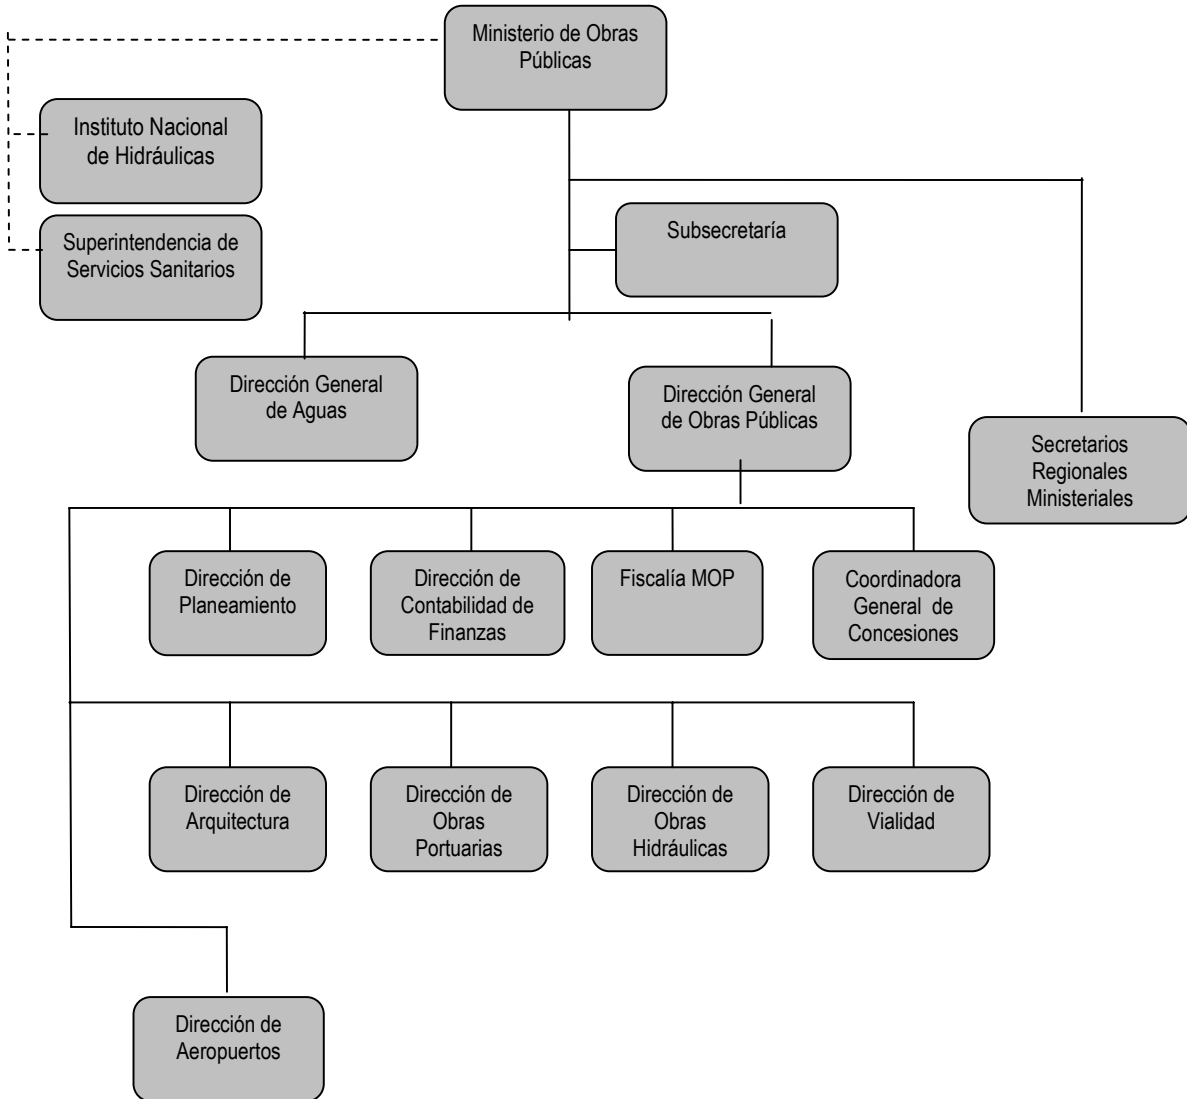 Ministerio de Obras
Públicas
Instituto Nacional
de Hidráulicas
Superintendencia de
Servicios Sanitarios
Subsecretaría
Dirección General
de Aguas
Dirección General
de Obras Públicas
Secretarios
Regionales
Ministeriales
Dirección de
Planeamiento
Dirección de
Contabilidad de
Finanzas
Fiscalía MOP
Coordinadora
General de
Concesiones
Dirección de
Arquitectura
Dirección de
Obras
Portuarias
Dirección de
Obras
Hidráulicas
Dirección de
Vialidad
Dirección de
Aeropuertos